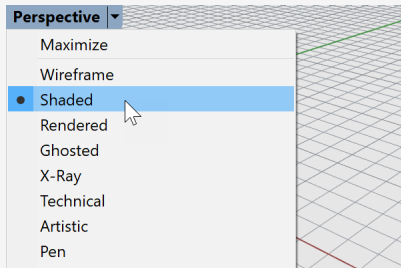 Perspective
Maximize
Wireframe
Shaded
Rendered
Ghosted
X-Ray
Technical
Artistic
Pen